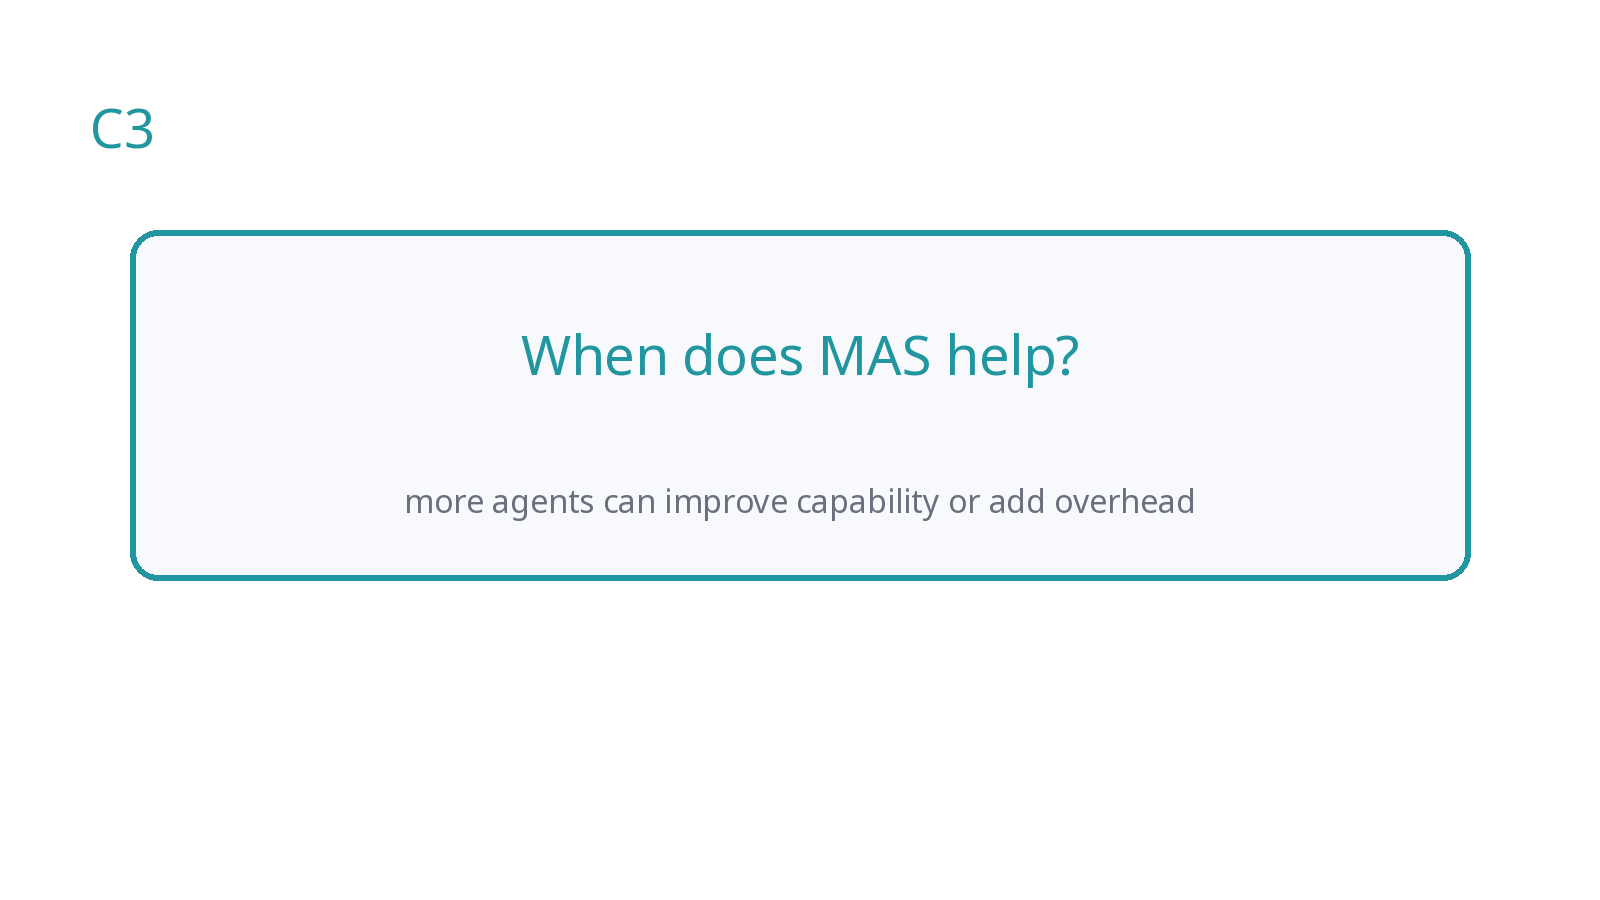 C3
When does MAS help?
more agents can improve capability or add overhead